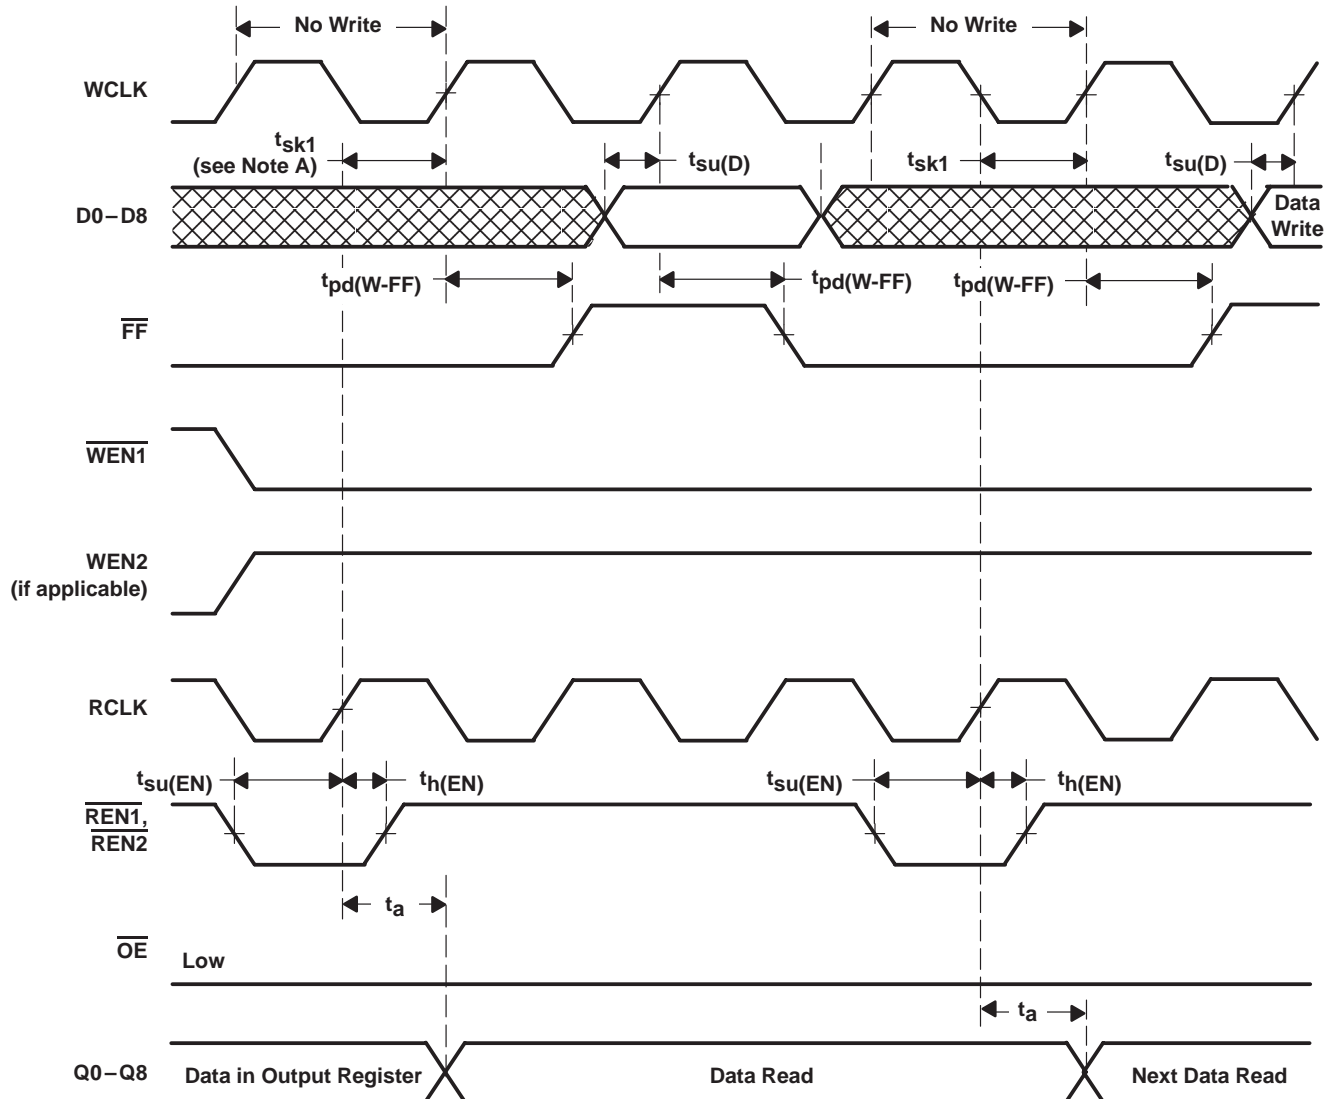 No Write
No Write
WCLK
tsk1
(see Note A)
tsu(D)
tsk1
tsu(D)
D0–D8
Data
Write
tpd(W-FF)
tpd(W-FF)
tpd(W-FF)
FF
WEN1
WEN2
(if applicable)
RCLK
tsu(EN)
th(EN)
tsu(EN)
th(EN)
REN1,
REN2
ta
OE
Low
ta
Q0–Q8
Data in Output Register
Data Read
Next Data Read